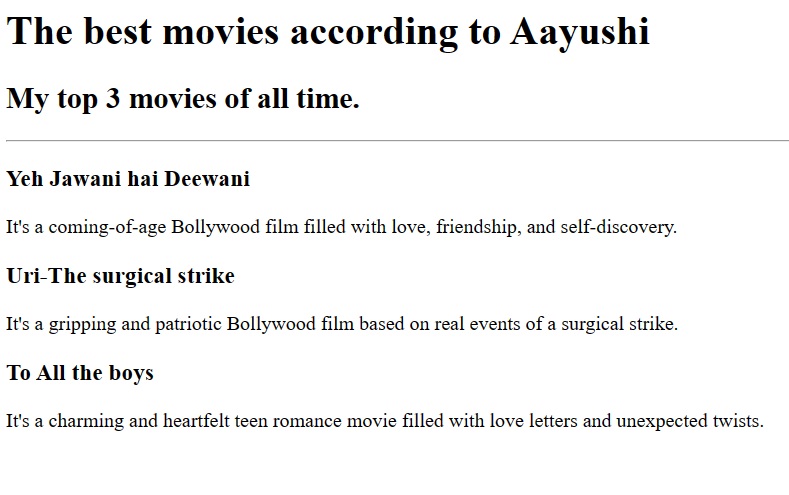 The best movies according to Aayushi
My top 3 movies of all time.
Yeh Jawani hai Deewani
It's a coming-of-age Bollywood film filled with love, friendship, and self-discovery.
Uri-The surgical strike
It's a gripping and patriotic Bollywood film based on real events of a surgical strike.
To All the boys
It's a charming and heartfelt teen romance movie filled with love letters and unexpected twists.